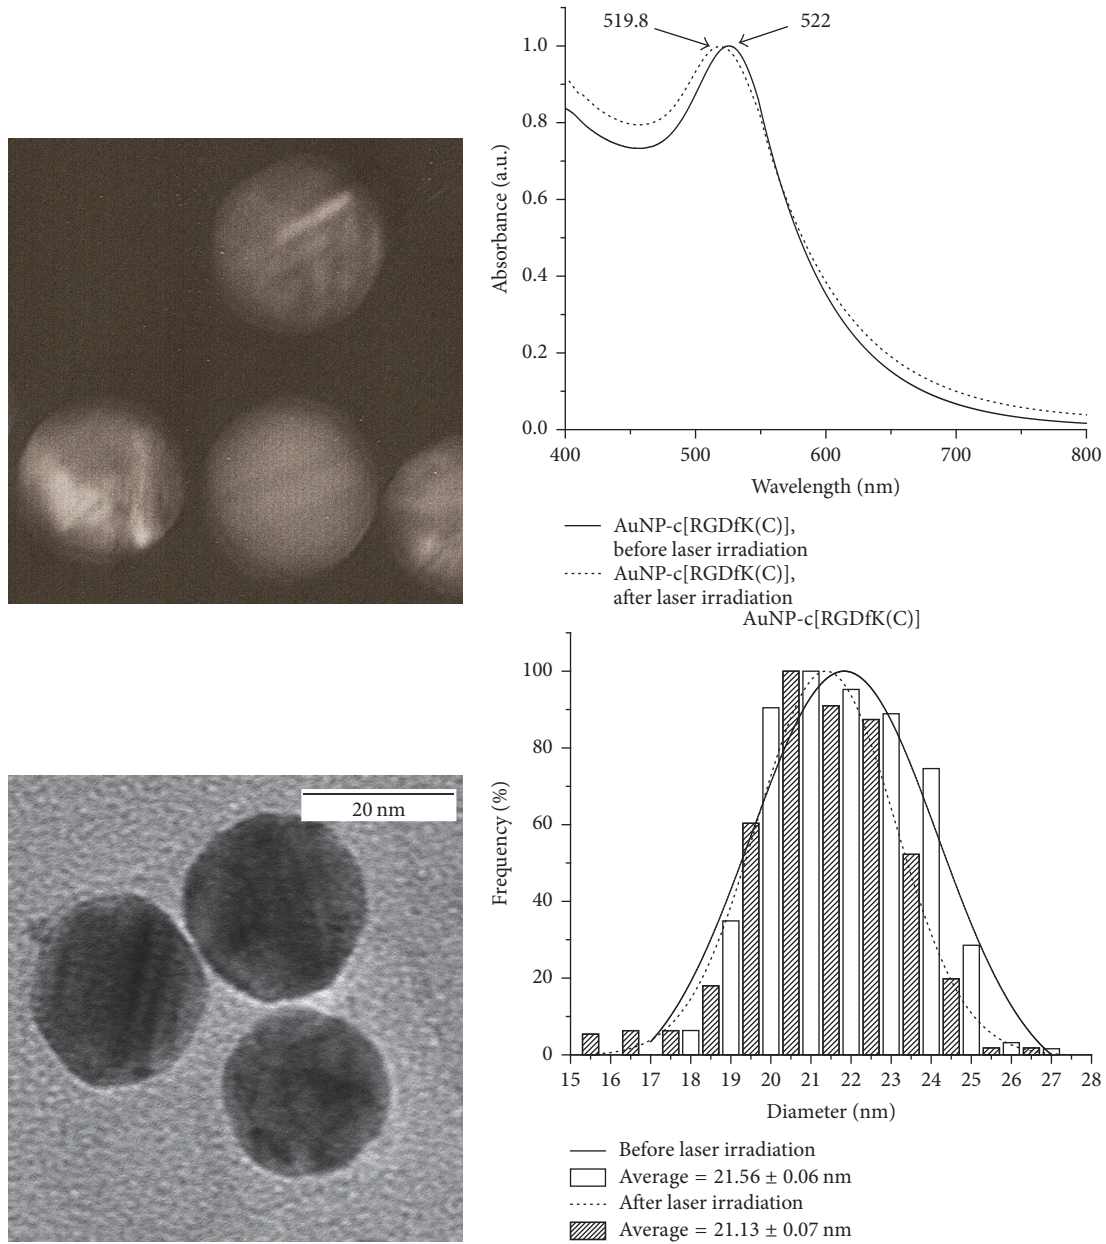 519.8
522
1.0
0.8
0.6
0.4
0.2
0.0
Absorbance (a.u.)
400
500
600
700
800
Wavelength (nm)
AuNP-c[RGDfK(C)],
before laser irradiation
AuNP-c[RGDfK(C)],
after laser irradiation
AuNP-c[RGDfK(C)]
100
80
60
40
20
0
Frequency (%)
15 16 17 18 19 20 21 22 23 24 25 26 27 28
Diameter (nm)
Before laser irradiation
Average = 21.56 ± 0.06 nm
After laser irradiation
Average = 21.13 ± 0.07 nm
20 nm